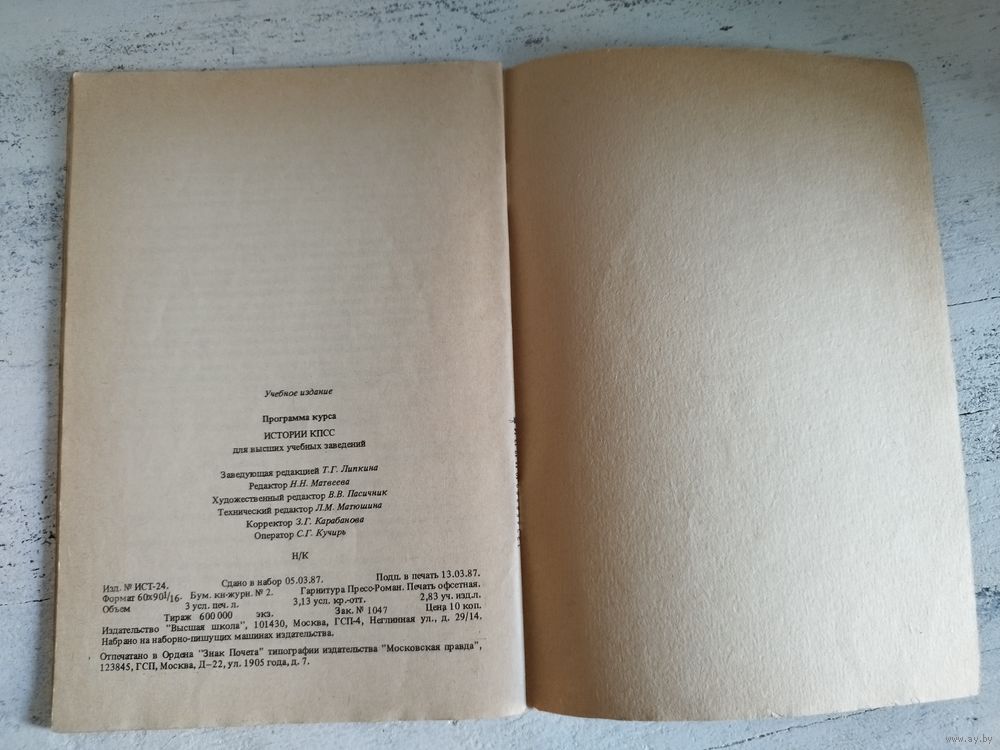 Учебное издание
Программа курса
ИСТОРИИ КПСС
для высших учебных заведений
Заведующая редакцией Т.Г. Липкина
Редактор Н.Н. Матвеева
Художественный редактор В.В. Пасичник
Технический редактор Л.М. Матюшина
Корректор З.Г. Карабанова
Оператор С.Г. Кучирь
Н/К
Изд. № ИСТ-24. Сдано в набор 05.03.87. Подп. в печать 13.03.87.
Формат 60х90 1/16. Бум. кн-журн. № 2. Гарнитура Пресс-Роман. Печать офсетная.
Объем 3 усл. печ. л. 3,13 усл. кр.-отт. 2,83 уч. изд.л.
Тираж 600 000 экз. Зак. № 1047 Цена 10 коп.
Издательство "Высшая школа", 101430, Москва, ГСП-4, Неглинная ул., д. 29/14.
Набрано на наборно-пишущих машинах издательства.
Отпечатано в Ордена "Знак Почета" типографии издательства "Московская правда",
123845, ГСП, Москва, Д-22, ул. 1905 года, д. 7.
www.ay.by